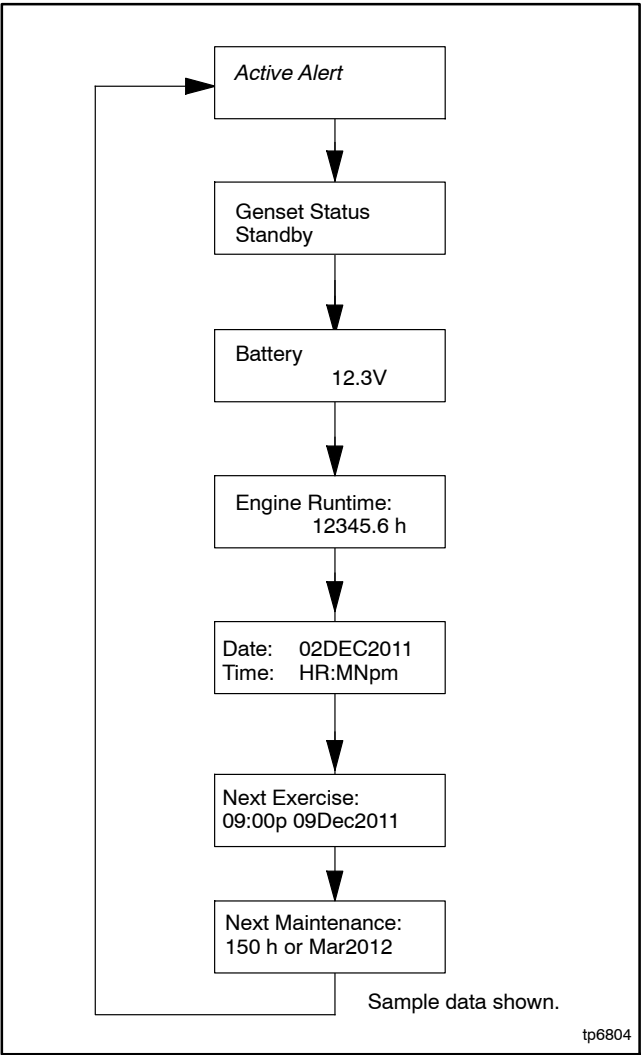 Active Alert
Genset Status
Standby
Battery
12.3V
Engine Runtime:
12345.6 h
Date: 02DEC2011
Time: HR:MNpm
Next Exercise:
09:00p 09Dec2011
Next Maintenance:
150 h or Mar2012
Sample data shown.
tp6804